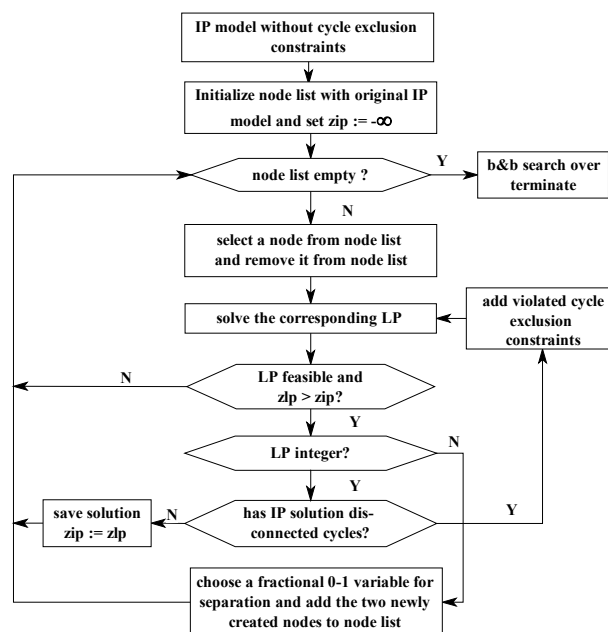 IP model without cycle exclusion
constraints
Initialize node list with original IP
model and set zip := -∞
node list empty ?
Y
b&b search over
terminate
N
select a node from node list
and remove it from node list
solve the corresponding LP
add violated cycle
exclusion
constraints
N
LP feasible and
zlp > zip?
Y
LP integer?
N
Y
save solution
zip := zlp
N
has IP solution dis-
connected cycles?
Y
choose a fractional 0-1 variable for
separation and add the two newly
created nodes to node list